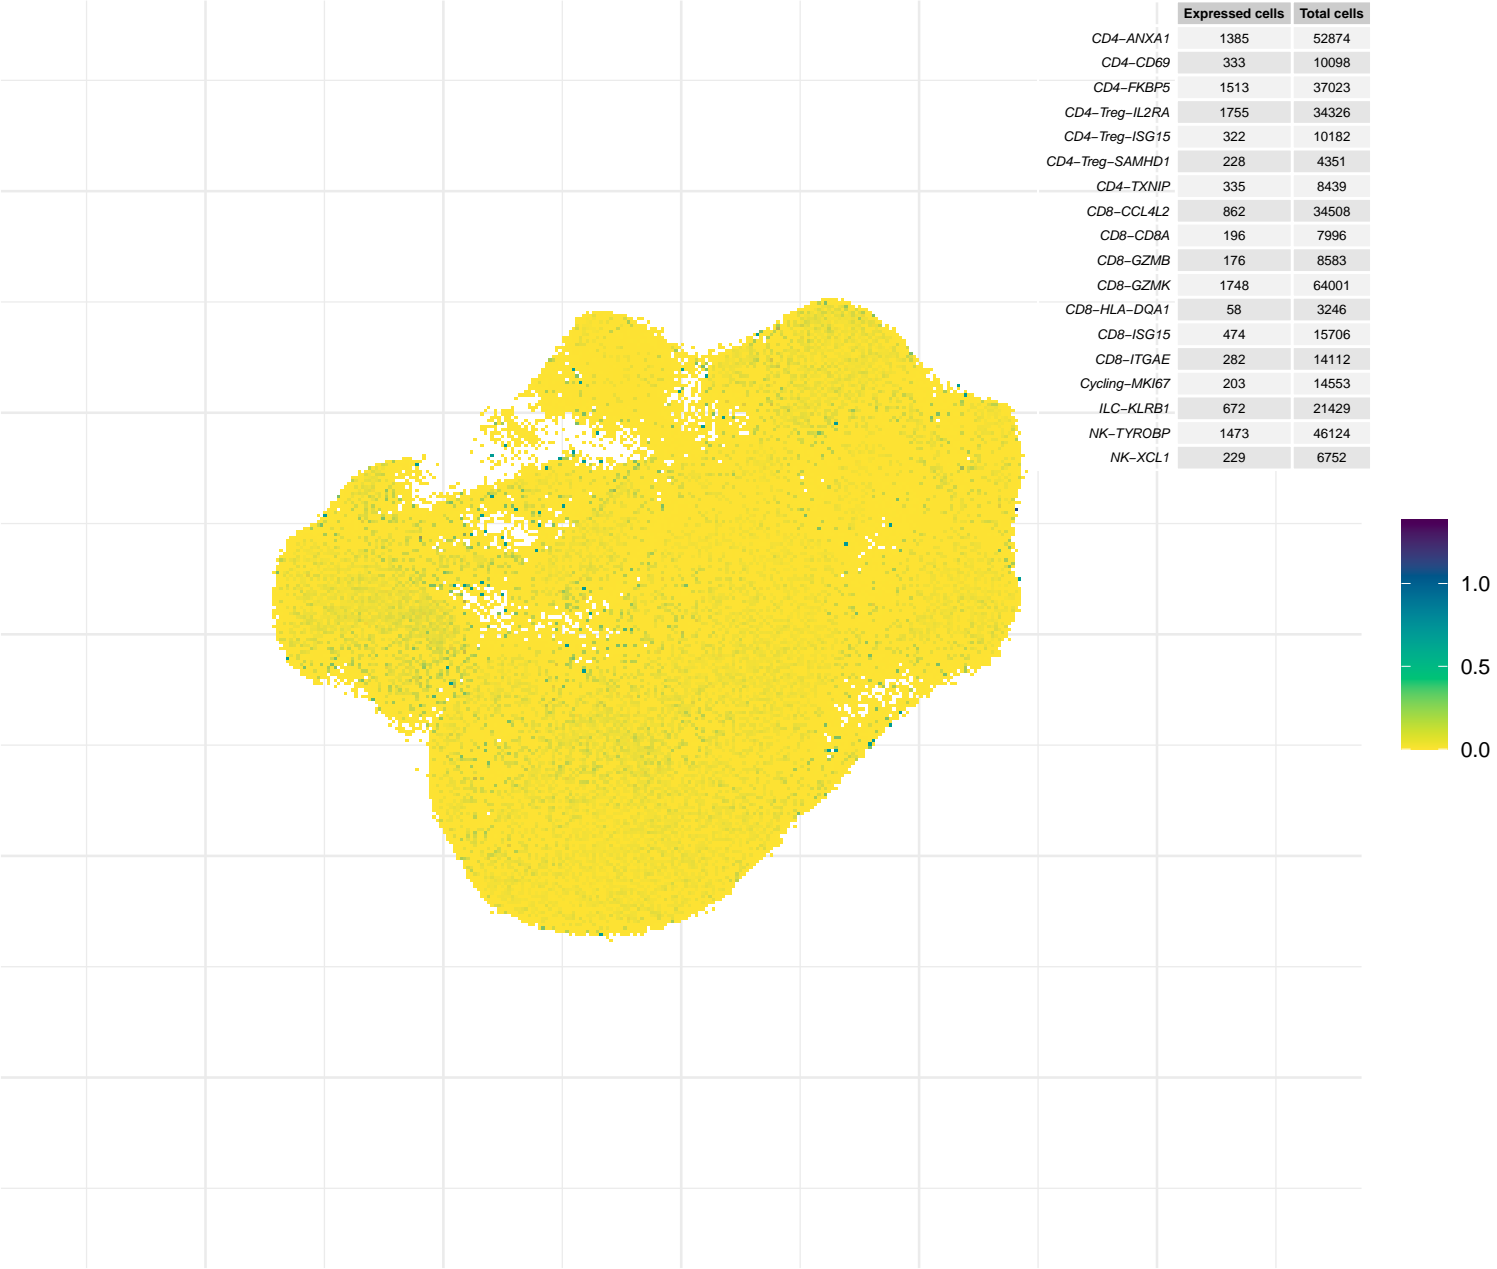 Expressed cells Total cells
CD4−ANXA1 1385 52874
CD4−CD69 333 10098
CD4−FKBP5 1513 37023
CD4−Treg−IL2RA 1755 34326
CD4−Treg−ISG15 322 10182
CD4−Treg−SAMHD1 228 4351
CD4−TXNIP 335 8439
CD8−CCL4L2 862 34508
CD8−CD8A 196 7996
CD8−GZMB 176 8583
CD8−GZMK 1748 64001
CD8−HLA−DQA1 58 3246
CD8−ISG15 474 15706
CD8−ITGAE 282 14112
Cycling−MKI67 203 14553
ILC−KLRB1 672 21429
NK−TYROBP 1473 46124
NK−XCL1 229 6752
1.0
0.5
0.0